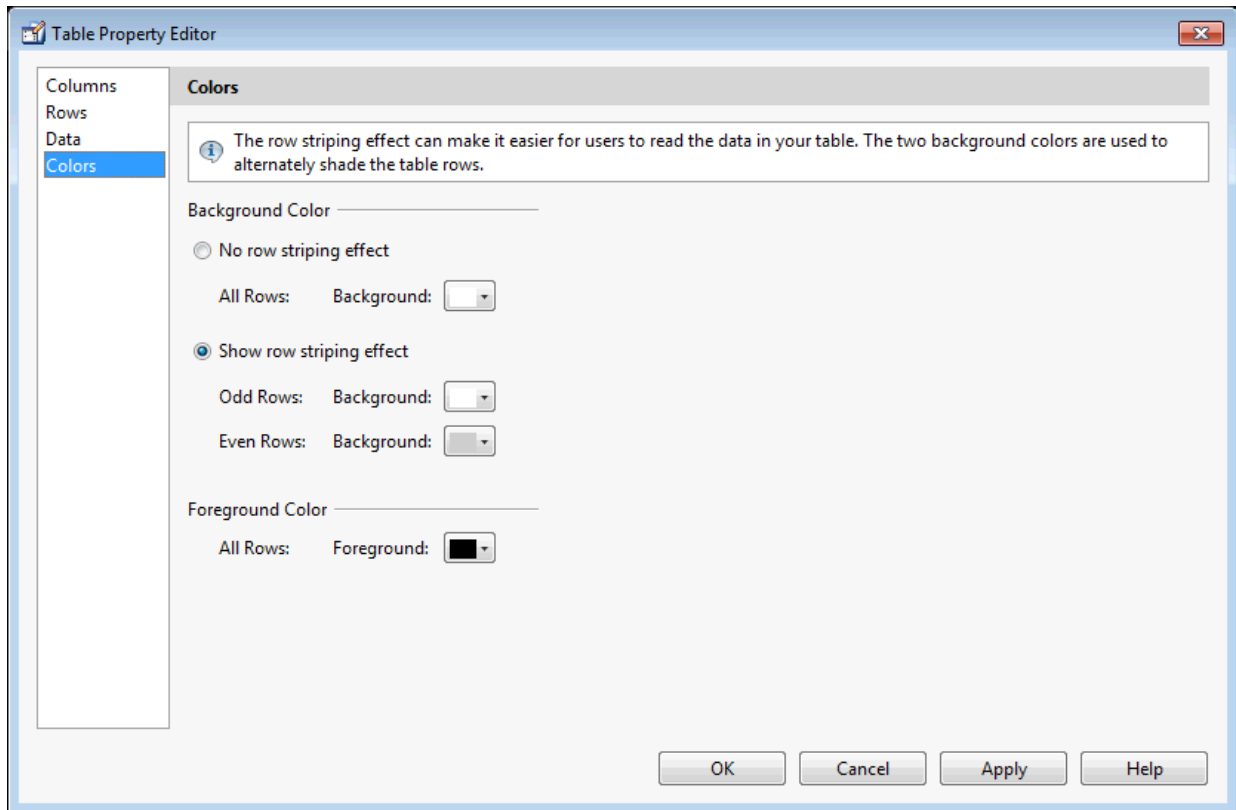 Table Property Editor
Columns
Rows
Data
Colors
Colors
The row striping effect can make it easier for users to read the data in your table. The two background colors are used to
alternately shade the table rows.
Background Color
No row striping effect
All Rows: Background:
Show row striping effect
Odd Rows: Background:
Even Rows: Background:
Foreground Color
All Rows: Foreground:
OK Cancel Apply Help